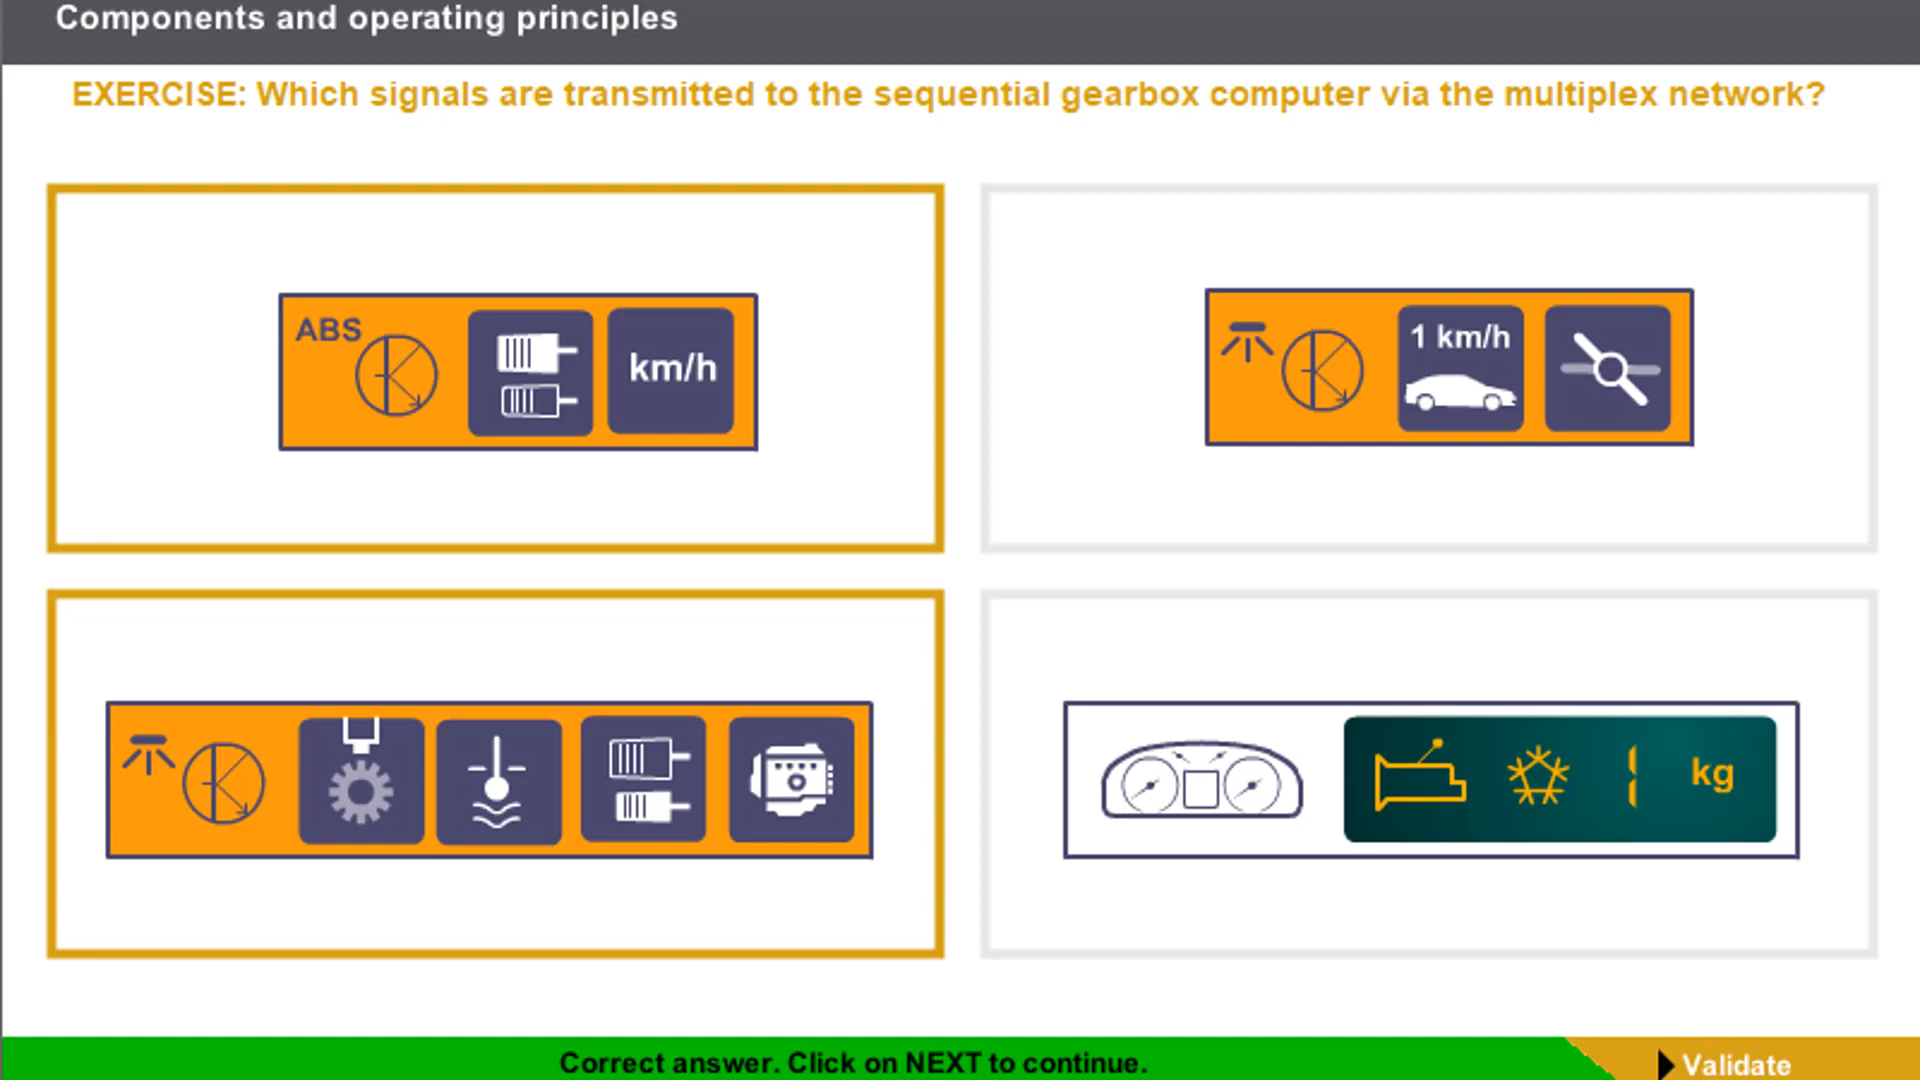 Components and operating principles
EXERCISE: Which signals are transmitted to the sequential gearbox computer via the multiplex network?
ABS
km/h
1 km/h
kg
Correct answer. Click on NEXT to continue.
Validate